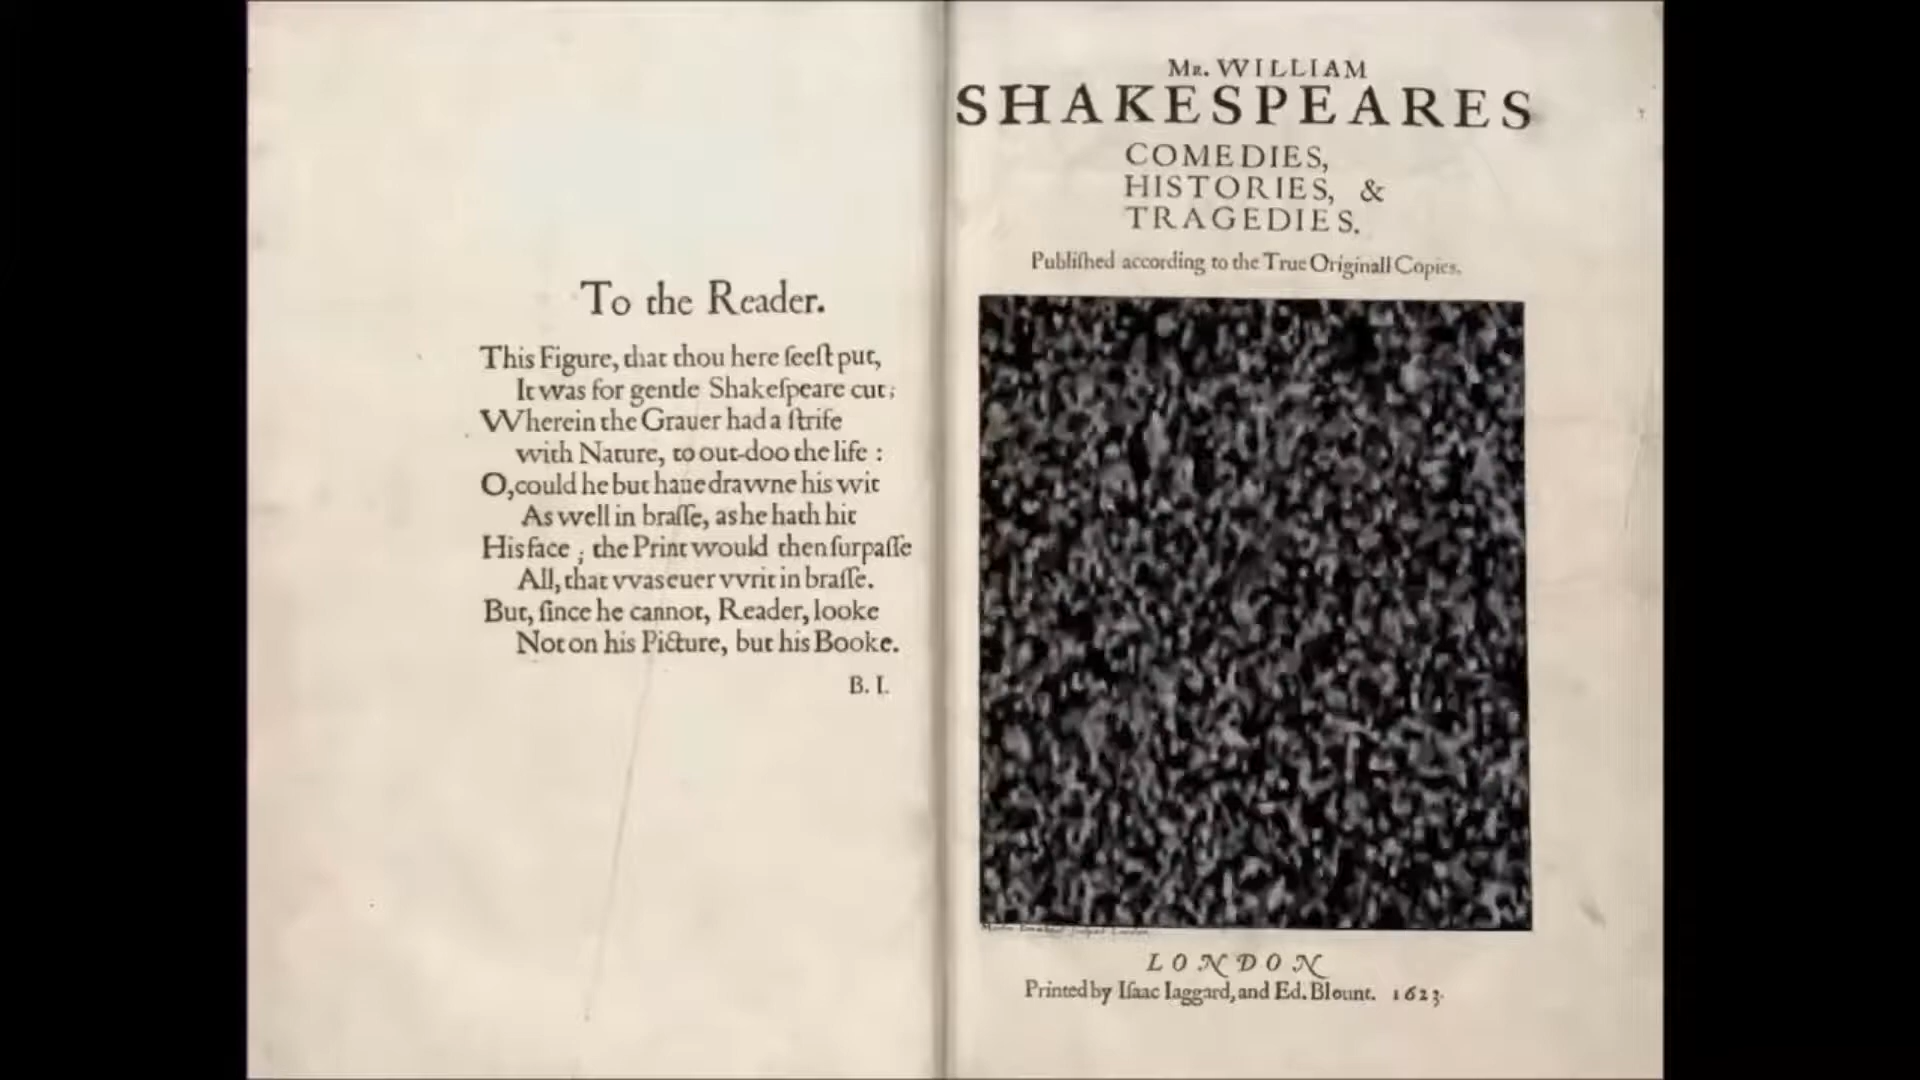 To the Reader.
This Figure, that thou here ſeeſt put,
It was for gentle Shakeſpeare cut;
Wherein the Grauer had a ſtrife
with Nature, to out-doo the life :
O, could he but haue drawne his wit
As well in braſſe, as he hath hit
His face ; the Print would then ſurpaſſe
All, that vvas euer vvrit in braſſe.
But, ſince he cannot, Reader, looke
Not on his Picture, but his Booke.
B. I.
Mr. WILLIAM
SHAKESPEARES
COMEDIES,
HISTORIES, &
TRAGEDIES.
Publiſhed according to the True Originall Copies.
LONDON
Printed by Iſaac Iaggard, and Ed. Blount. 1623.